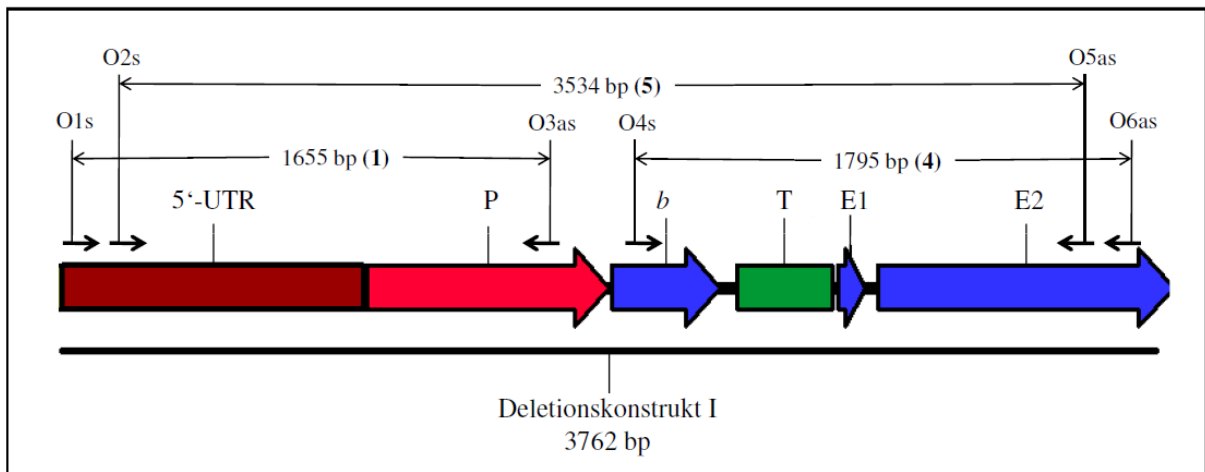 O2s
O5as
3534 bp (5)
O1s
O3as
O4s
O6as
1655 bp (1)
1795 bp (4)
5‘-UTR
P
b
T
E1
E2
Deletionskonstrukt I
3762 bp